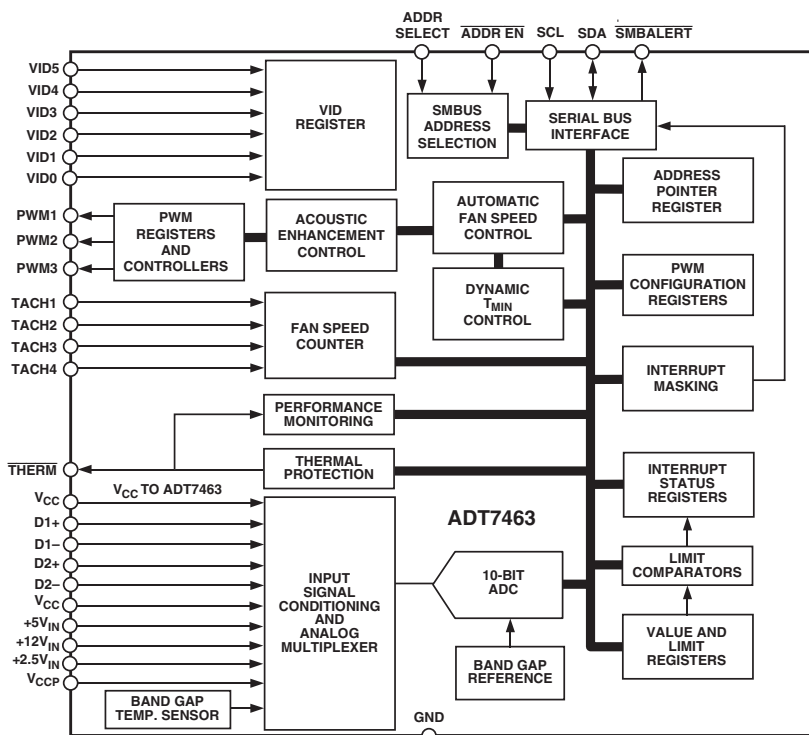 ADDR
SELECT
ADDR EN
SCL
SDA
SMBALERT
VID5
VID4
VID3
VID2
VID1
VID0
VID
REGISTER
SMBUS
ADDRESS
SELECTION
SERIAL BUS
INTERFACE
ADDRESS
POINTER
REGISTER
PWM1
PWM2
PWM3
PWM
REGISTERS
AND
CONTROLLERS
ACOUSTIC
ENHANCEMENT
CONTROL
AUTOMATIC
FAN SPEED
CONTROL
DYNAMIC
TMIN
CONTROL
PWM
CONFIGURATION
REGISTERS
TACH1
TACH2
TACH3
TACH4
FAN SPEED
COUNTER
INTERRUPT
MASKING
PERFORMANCE
MONITORING
THERM
THERMAL
PROTECTION
INTERRUPT
STATUS
REGISTERS
VCC
VCC TO ADT7463
D1+
D1–
D2+
D2–
VCC
+5VIN
+12VIN
+2.5VIN
VCCP
INPUT
SIGNAL
CONDITIONING
AND
ANALOG
MULTIPLEXER
ADT7463
10-BIT
ADC
LIMIT
COMPARATORS
BAND GAP
REFERENCE
VALUE AND
LIMIT
REGISTERS
BAND GAP
TEMP. SENSOR
GND